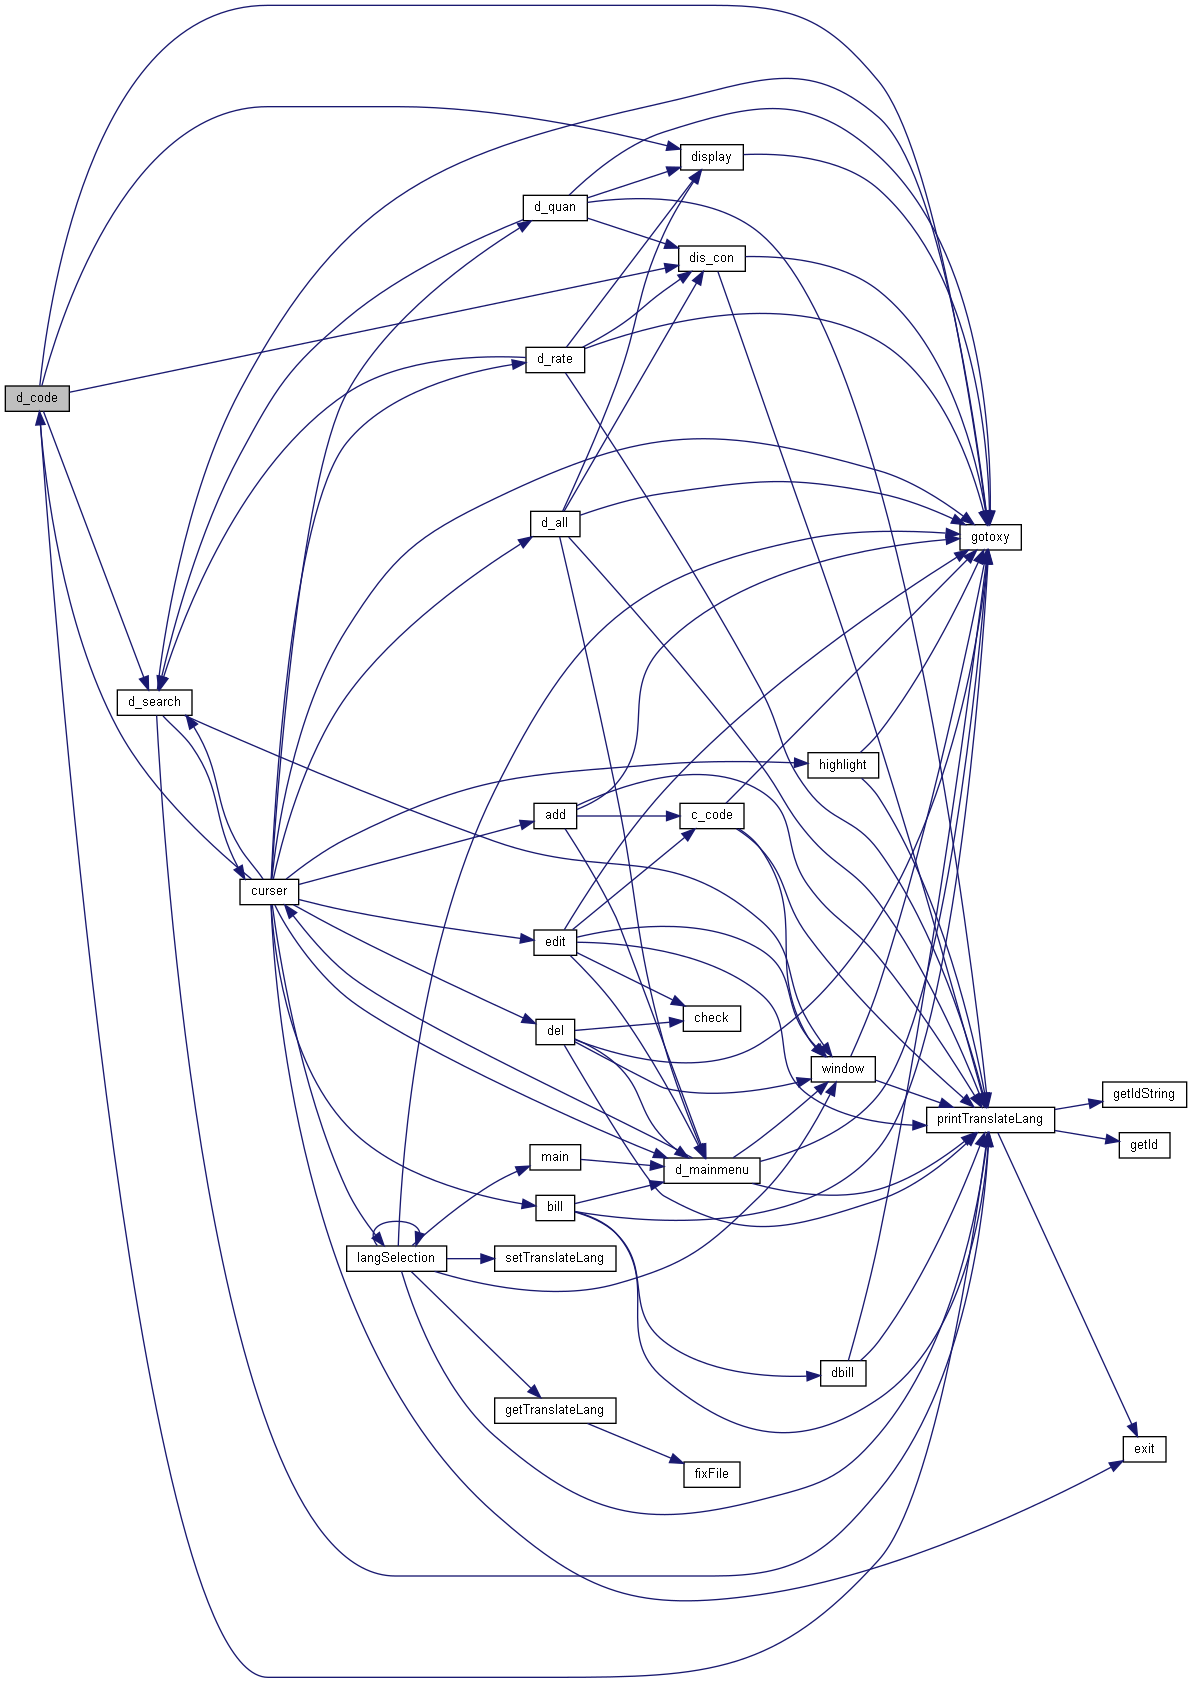 display
d_quan
dis_con
d_rate
d_code
d_all
gotoxy
d_search
highlight
add
c_code
curser
edit
check
del
window
getIdString
printTranslateLang
getId
main
d_mainmenu
bill
langSelection
setTranslateLang
dbill
getTranslateLang
exit
fixFile